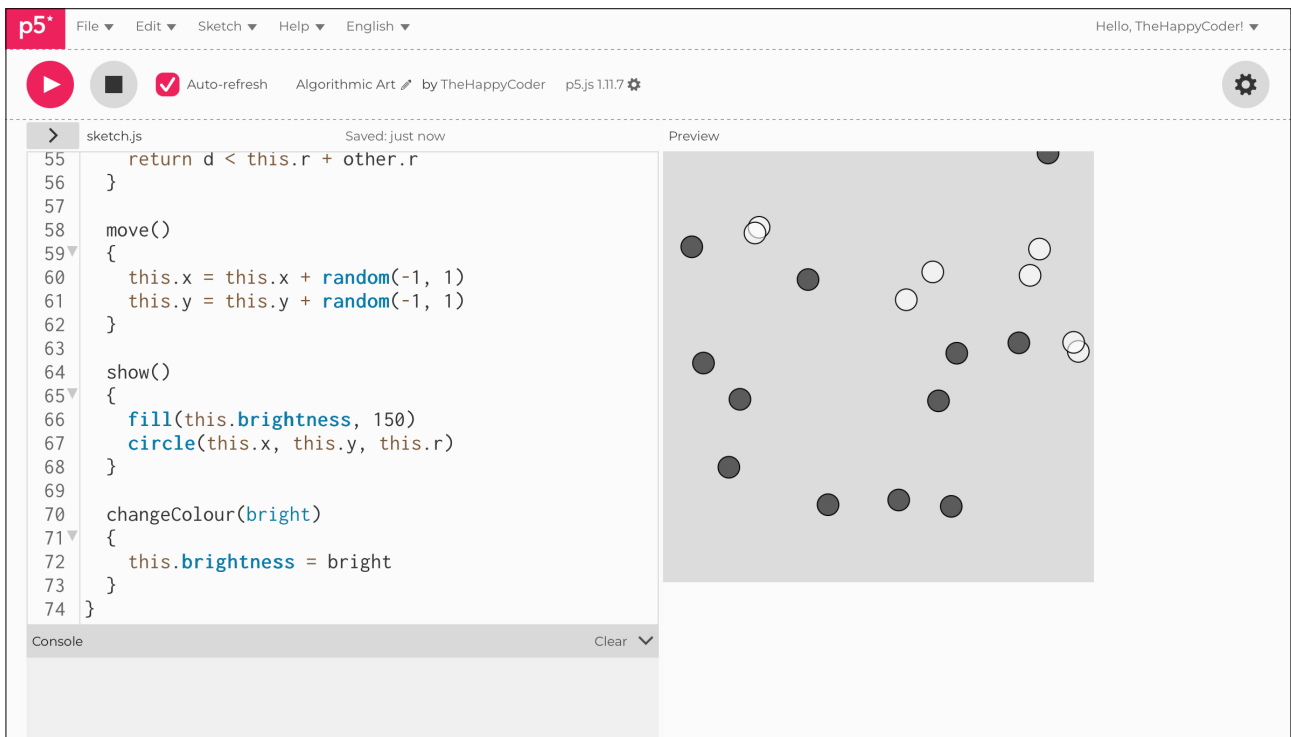 p5* File Edit Sketch Help English Hello, TheHappyCoder!
Auto-refresh Algorithmic Art by TheHappyCoder p5.js 1.11.7
sketch.js Saved: just now Preview
55 return d < this.r + other.r
56 }
57
58 move()
59 {
60 this.x = this.x + random(-1, 1)
61 this.y = this.y + random(-1, 1)
62 }
63
64 show()
65 {
66 fill(this.brightness, 150)
67 circle(this.x, this.y, this.r)
68 }
69
70 changeColour(bright)
71 {
72 this.brightness = bright
73 }
74 }
Console Clear